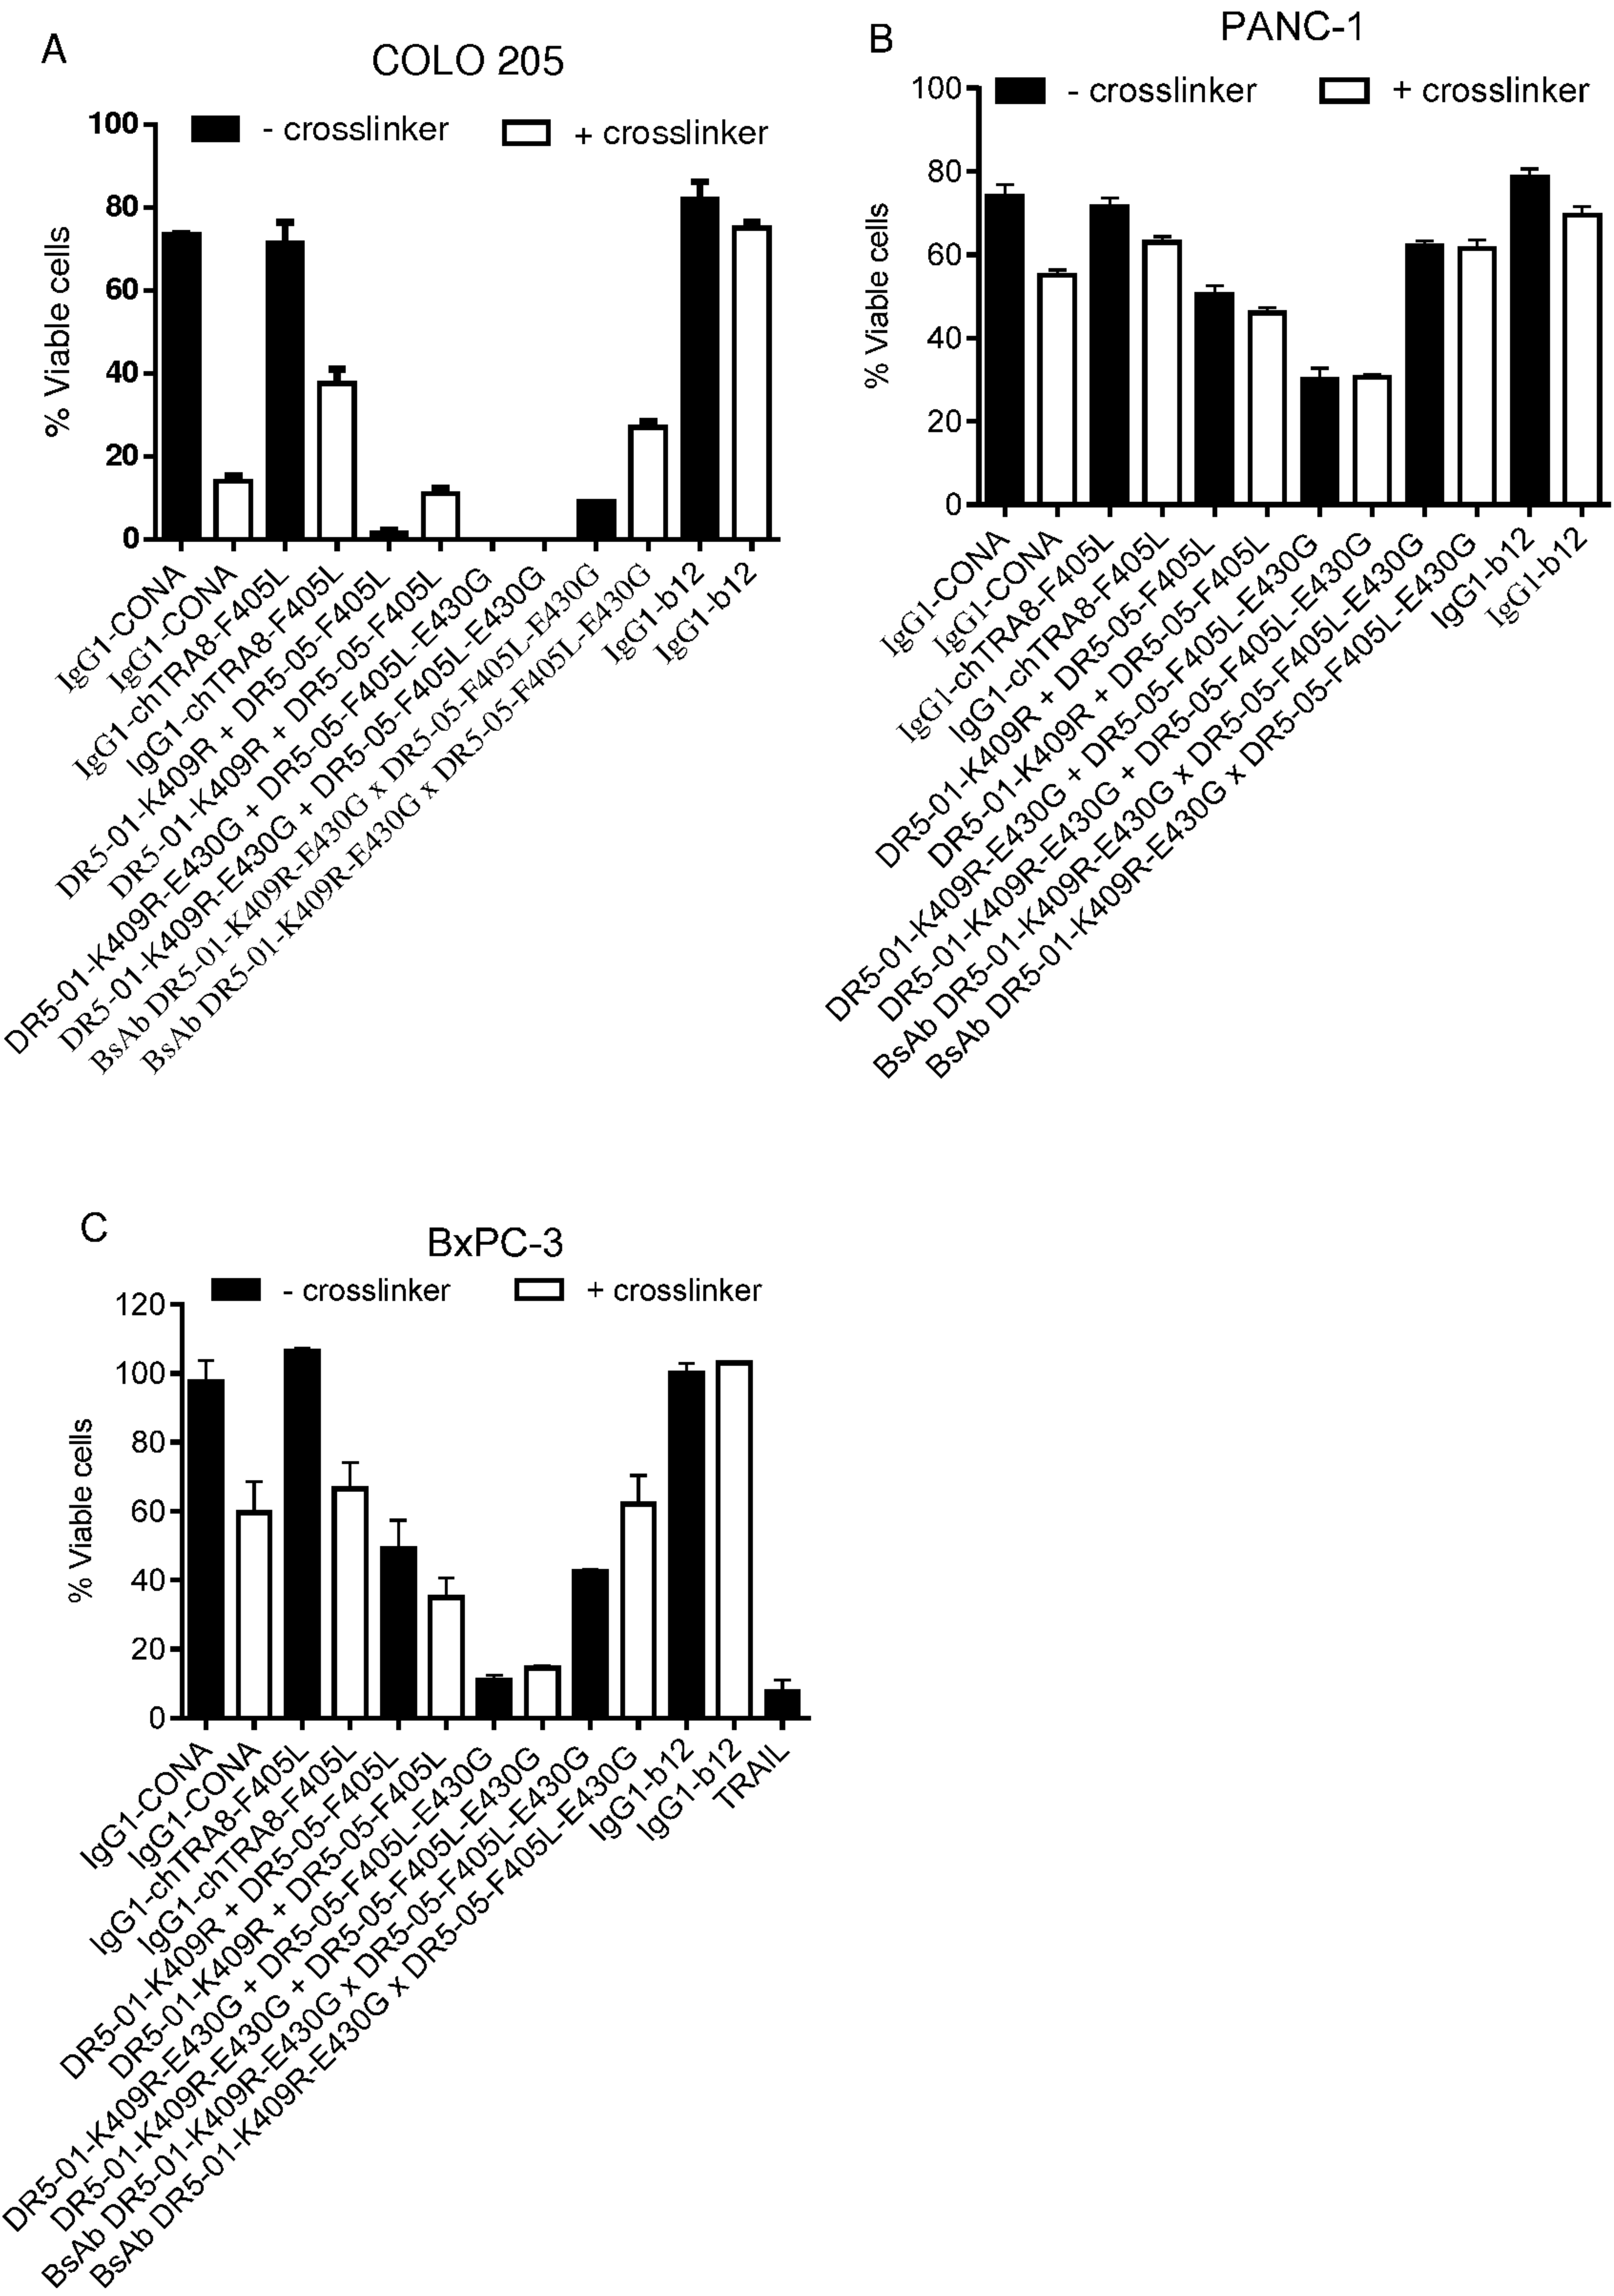 A
COLO 205
- crosslinker
+ crosslinker
% Viable cells
100
80
60
40
20
0
IgG1-CONA
IgG1-CONA
IgG1-chTRA8-F405L
IgG1-chTRA8-F405L
DR5-01-K409R + DR5-05-F405L
DR5-01-K409R + DR5-05-F405L
DR5-01-K409R-E430G + DR5-05-F405L-E430G
DR5-01-K409R-E430G + DR5-05-F405L-E430G
BsAb DR5-01-K409R-E430G x DR5-05-F405L-E430G
BsAb DR5-01-K409R-E430G x DR5-05-F405L-E430G
IgG1-b12
IgG1-b12
B
PANC-1
- crosslinker
+ crosslinker
% Viable cells
100
80
60
40
20
0
IgG1-CONA
IgG1-CONA
IgG1-chTRA8-F405L
IgG1-chTRA8-F405L
DR5-01-K409R + DR5-05-F405L
DR5-01-K409R + DR5-05-F405L
DR5-01-K409R-E430G + DR5-05-F405L-E430G
DR5-01-K409R-E430G + DR5-05-F405L-E430G
BsAb DR5-01-K409R-E430G x DR5-05-F405L-E430G
BsAb DR5-01-K409R-E430G x DR5-05-F405L-E430G
IgG1-b12
IgG1-b12
C
BxPC-3
- crosslinker
+ crosslinker
% Viable cells
120
100
80
60
40
20
0
IgG1-CONA
IgG1-CONA
IgG1-chTRA8-F405L
IgG1-chTRA8-F405L
DR5-01-K409R + DR5-05-F405L
DR5-01-K409R + DR5-05-F405L
DR5-01-K409R-E430G + DR5-05-F405L-E430G
DR5-01-K409R-E430G + DR5-05-F405L-E430G
BsAb DR5-01-K409R-E430G x DR5-05-F405L-E430G
BsAb DR5-01-K409R-E430G x DR5-05-F405L-E430G
IgG1-b12
IgG1-b12
TRAIL